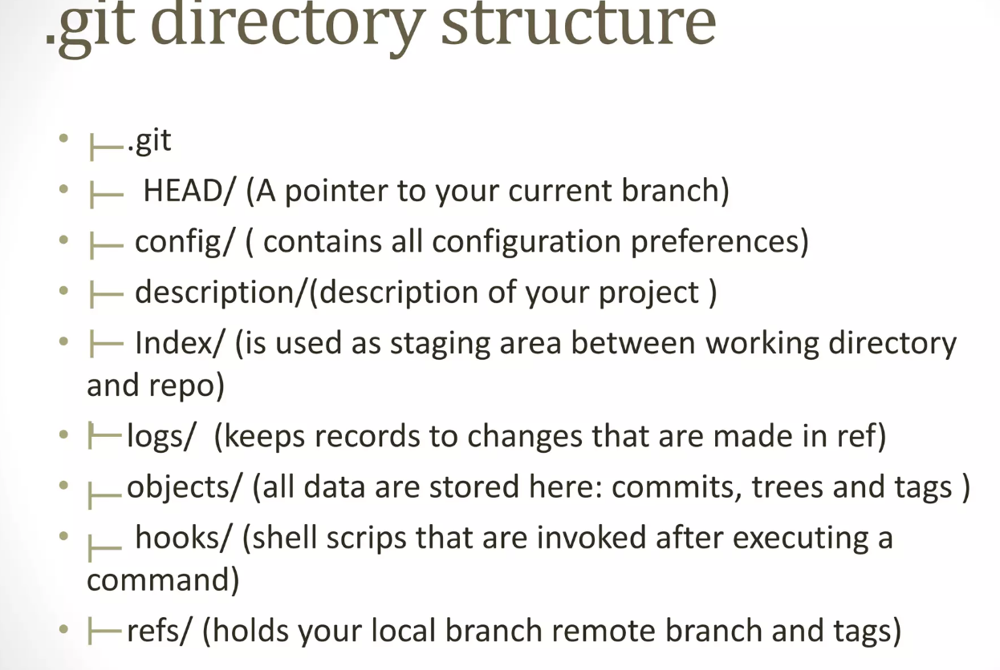 .git directory structure
• .git
• HEAD/ (A pointer to your current branch)
• config/ ( contains all configuration preferences)
• description/(description of your project )
• Index/ (is used as staging area between working directory
and repo)
• logs/  (keeps records to changes that are made in ref)
• objects/ (all data are stored here: commits, trees and tags )
• hooks/ (shell scrips that are invoked after executing a
command)
• refs/ (holds your local branch remote branch and tags)